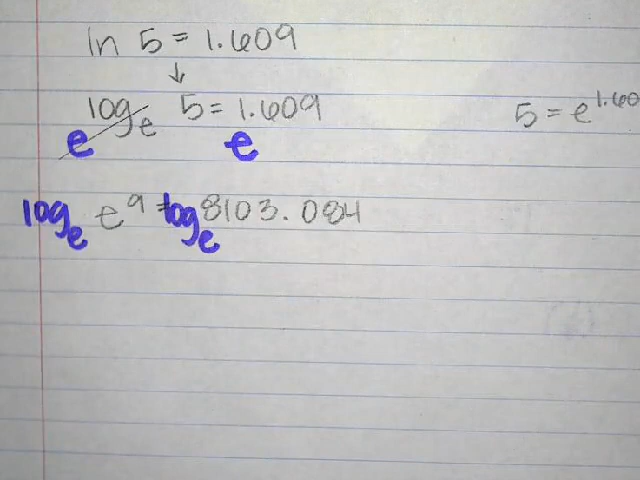 ln 5 = 1.609
↓
log_e 5 = 1.609
e e
5 = e^1.60
log_e e^9 = log_e 8103.084